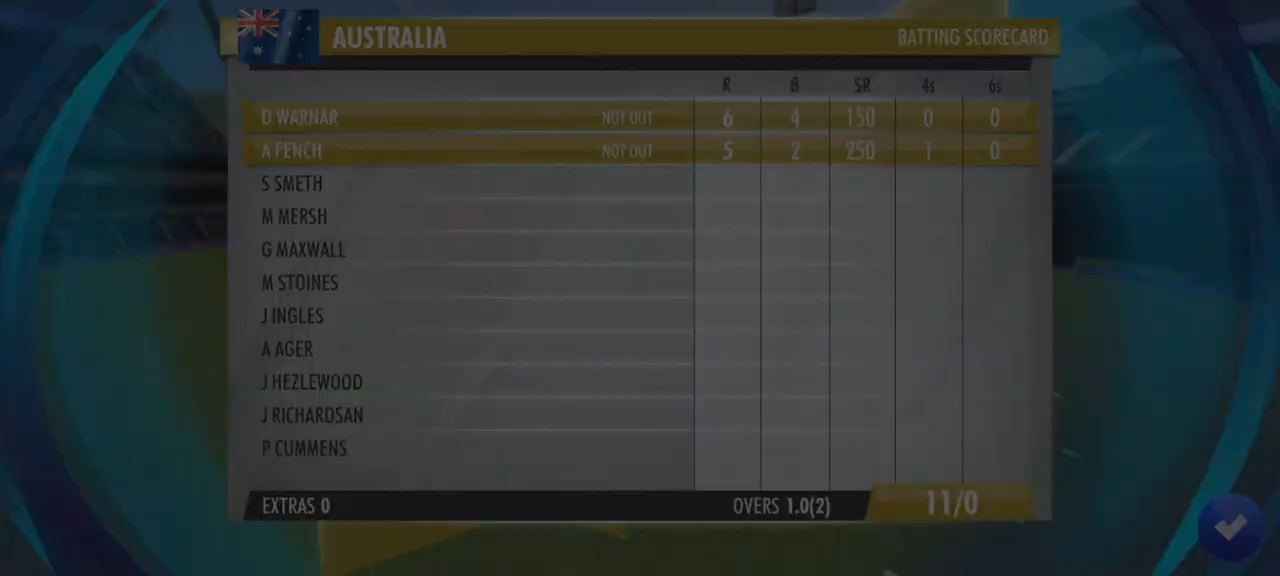 AUSTRALIA BATTING SCORECARD
R B SR 4s 6s
D WARNAR NOT OUT 6 4 150 0 0
A FENCH NOT OUT 5 2 250 1 0
S SMETH
M MERSH
G MAXWALL
M STOINES
J INGLES
A AGER
J HEZLEWOOD
J RICHARDSAN
P CUMMENS
EXTRAS 0 OVERS 1.0(2) 11/0